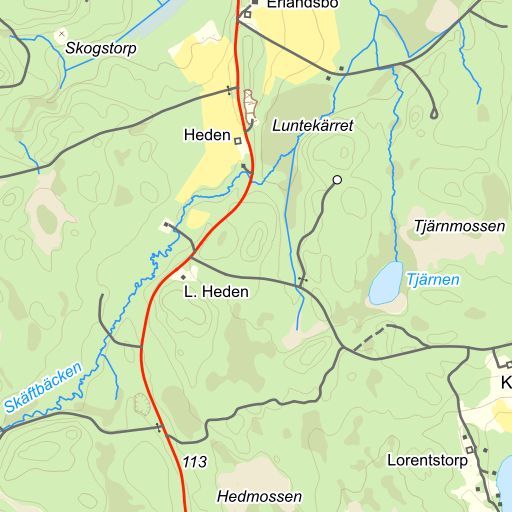 Erlandsbo
Skogstorp
Luntekärret
Heden
Tjärnmossen
Tjärnen
L. Heden
Skäftbäcken
K
Lorentstorp
113
Hedmossen